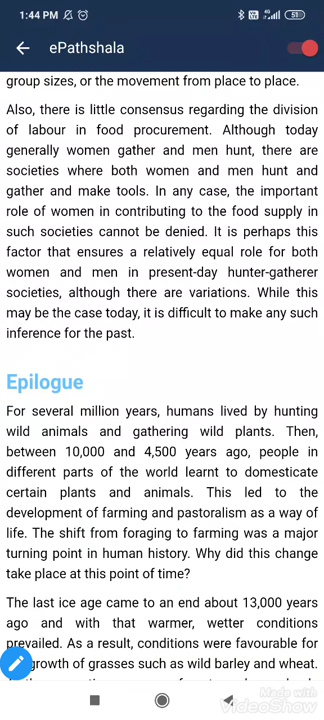 1:44 PM
51
ePathshala
group sizes, or the movement from place to place.
Also, there is little consensus regarding the division
of labour in food procurement. Although today
generally women gather and men hunt, there are
societies where both women and men hunt and
gather and make tools. In any case, the important
role of women in contributing to the food supply in
such societies cannot be denied. It is perhaps this
factor that ensures a relatively equal role for both
women and men in present-day hunter-gatherer
societies, although there are variations. While this
may be the case today, it is difficult to make any such
inference for the past.
Epilogue
For several million years, humans lived by hunting
wild animals and gathering wild plants. Then,
between 10,000 and 4,500 years ago, people in
different parts of the world learnt to domesticate
certain plants and animals. This led to the
development of farming and pastoralism as a way of
life. The shift from foraging to farming was a major
turning point in human history. Why did this change
take place at this point of time?
The last ice age came to an end about 13,000 years
ago and with that warmer, wetter conditions
prevailed. As a result, conditions were favourable for
growth of grasses such as wild barley and wheat.
Made with
VideoShow